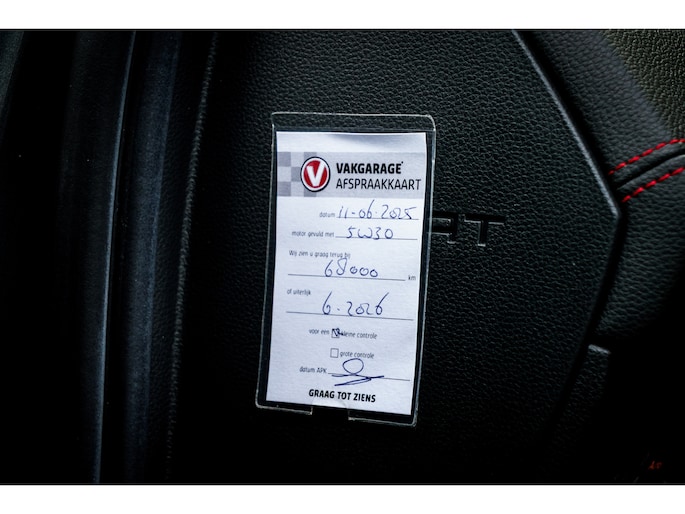 V
VAKGARAGE®
AFSPRAAKKAART
datum 11-06-2025
motor gevuld met 5W30
Wij zien u graag terug bij
68000 km
of uiterlijk
6-2026
voor een kleine controle
grote controle
datum APK
GRAAG TOT ZIENS